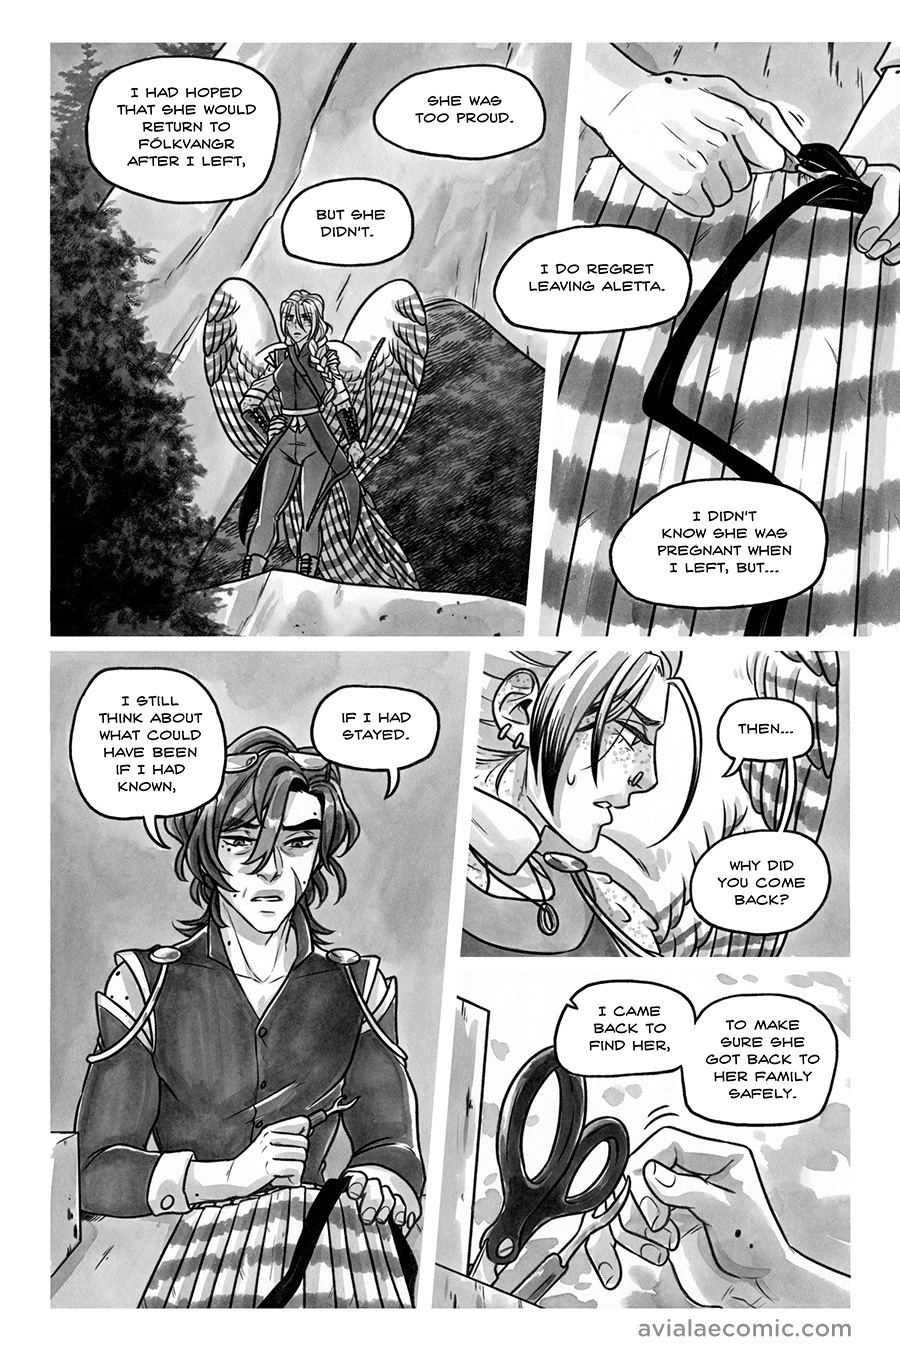 I HAD HOPED
THAT SHE WOULD
RETURN TO
FÓLKVANGR
AFTER I LEFT,
BUT SHE
DIDN'T.
SHE WAS
TOO PROUD.
I DO REGRET
LEAVING ALETTA.
I DIDN'T
KNOW SHE WAS
PREGNANT WHEN
I LEFT, BUT...
I STILL
THINK ABOUT
WHAT COULD
HAVE BEEN
IF I HAD
KNOWN,
IF I HAD
STAYED.
THEN...
WHY DID
YOU COME
BACK?
I CAME
BACK TO
FIND HER,
TO MAKE
SURE SHE
GOT BACK TO
HER FAMILY
SAFELY.
avialaecomic.com